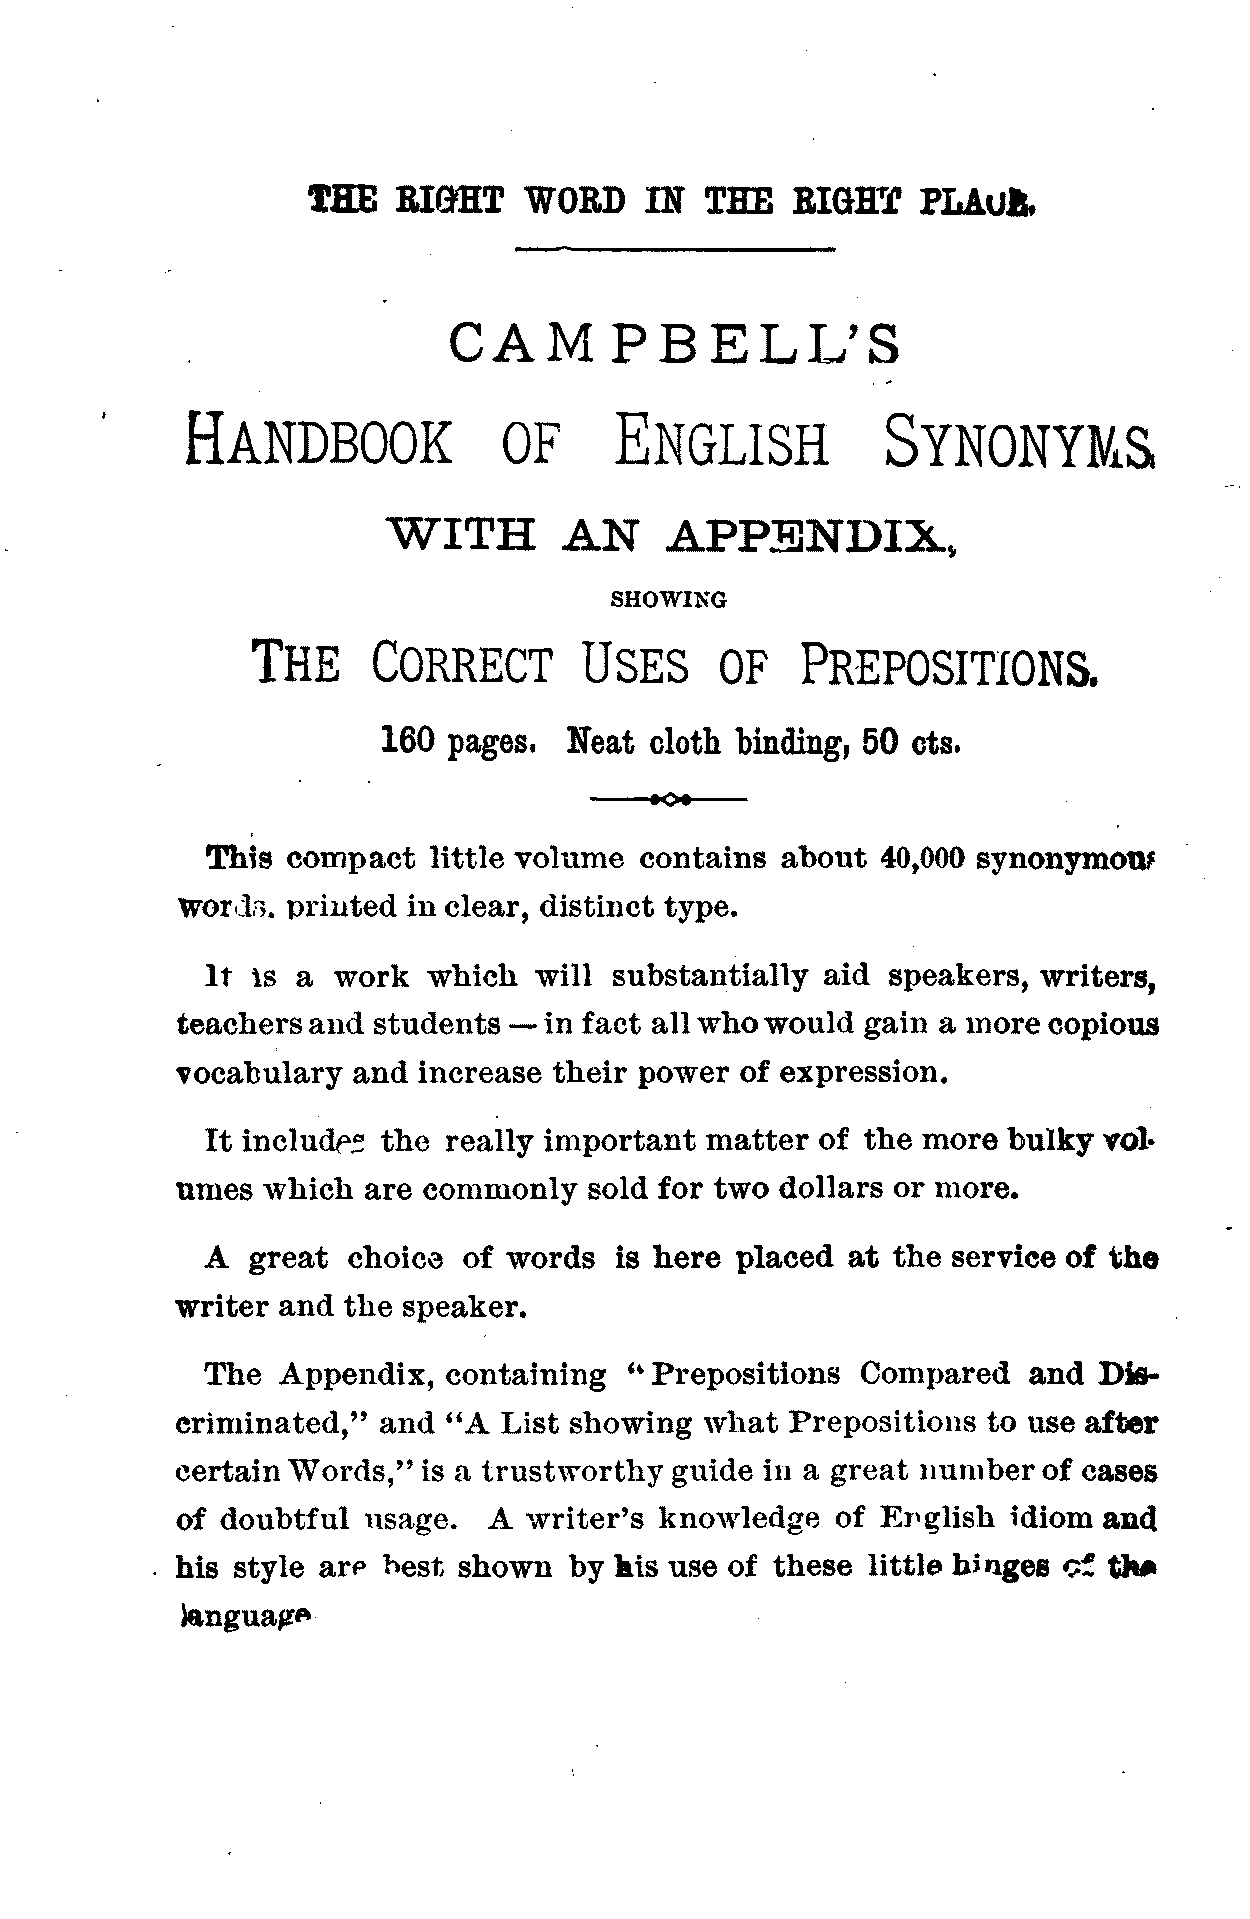 THE RIGHT WORD IN THE RIGHT PLACE.
CAMPBELL'S
HANDBOOK OF ENGLISH SYNONYMS
WITH AN APPENDIX,
SHOWING
THE CORRECT USES OF PREPOSITIONS.
160 pages. Neat cloth binding, 50 cts.
This compact little volume contains about 40,000 synonymous
words, printed in clear, distinct type.
It is a work which will substantially aid speakers, writers,
teachers and students — in fact all who would gain a more copious
vocabulary and increase their power of expression.
It includes the really important matter of the more bulky vol-
umes which are commonly sold for two dollars or more.
A great choice of words is here placed at the service of the
writer and the speaker.
The Appendix, containing "Prepositions Compared and Dis-
criminated," and "A List showing what Prepositions to use after
certain Words," is a trustworthy guide in a great number of cases
of doubtful usage. A writer's knowledge of English idiom and
his style are best shown by his use of these little hinges of the
language